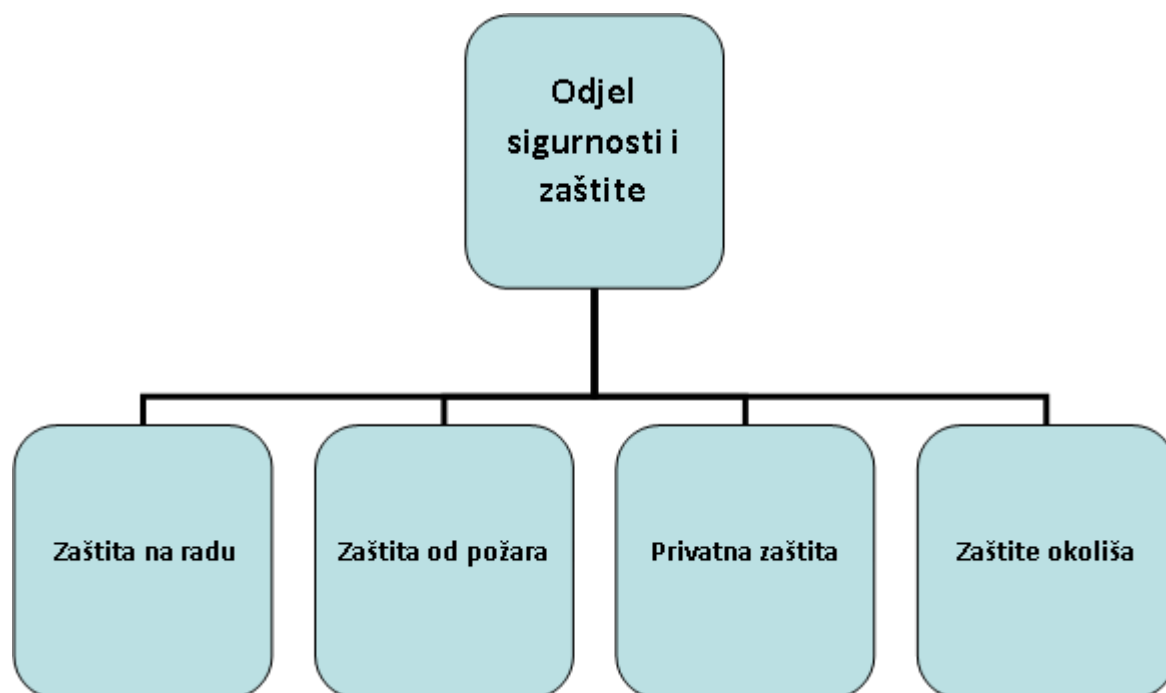 Odjel
sigurnosti i
zaštite
Zaštita na radu
Zaštita od požara
Privatna zaštita
Zaštite okoliša